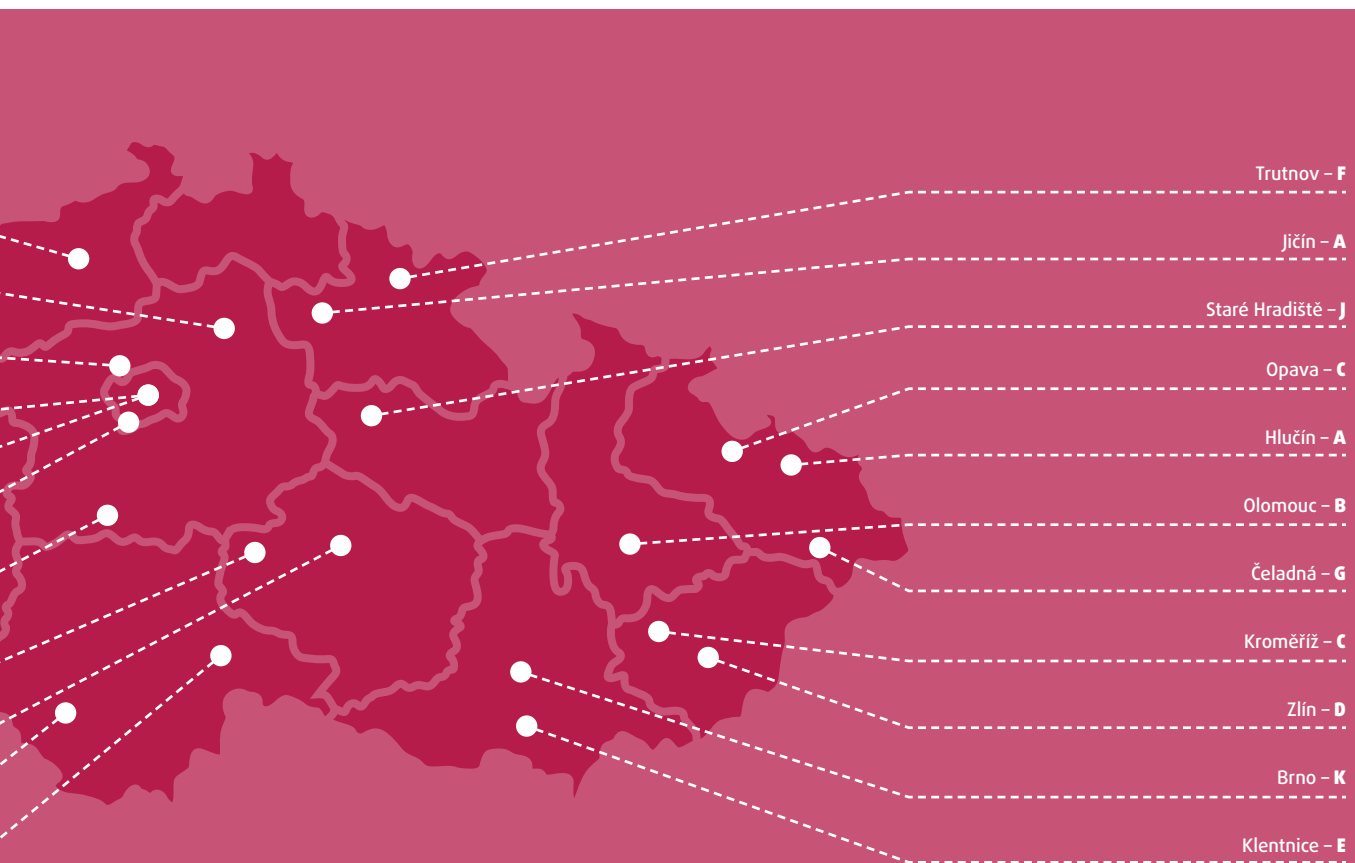 Trutnov – F
Jičín – A
Staré Hradiště – J
Opava – C
Hlučín – A
Olomouc – B
Čeladná – G
Kroměříž – C
Zlín – D
Brno – K
Klentnice – E